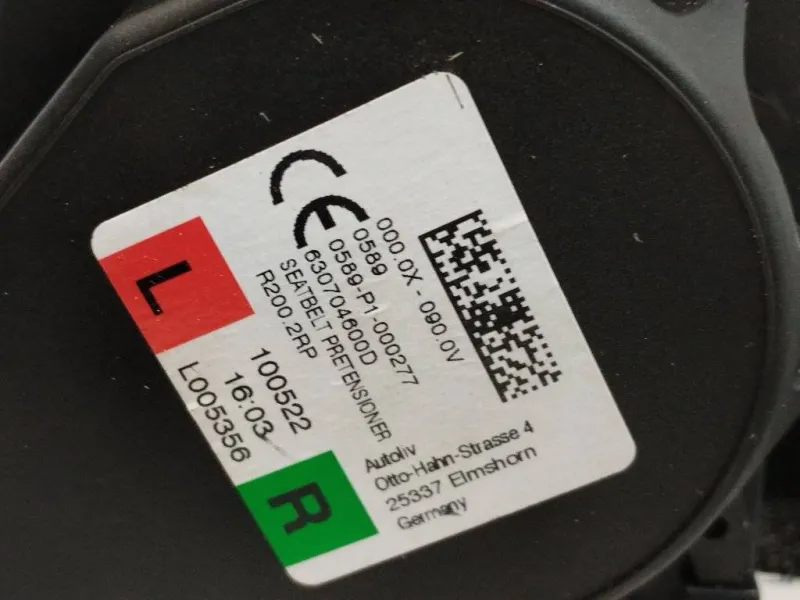 CE
000.0X - 090.0V
0589
0589-P1-000277
630704600D
SEATBELT PRETENSIONER
R200.2RP
L
100522
16:03
L005356
R
Autoliv
Otto-Hahn-Strasse 4
25337 Elmshorn
Germany